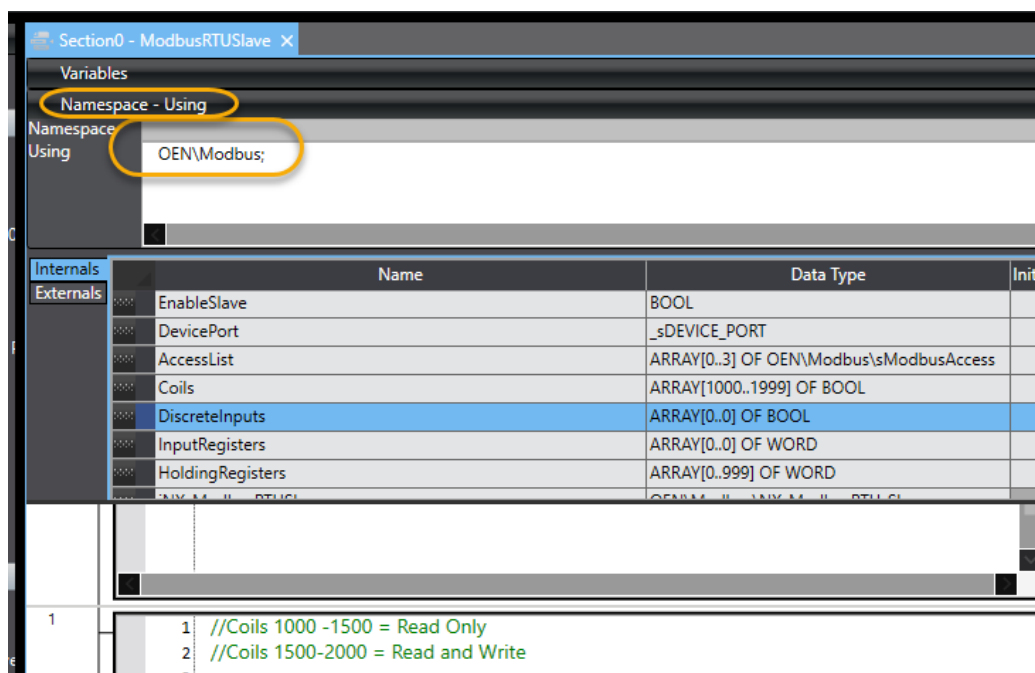 Section0 - ModbusRTUSlave ×
Variables
Namespace - Using
Namespace
Using OEN\Modbus;
Internals
Externals
Name Data Type Init
EnableSlave BOOL
DevicePort _sDEVICE_PORT
AccessList ARRAY[0..3] OF OEN\Modbus\sModbusAccess
Coils ARRAY[1000..1999] OF BOOL
DiscreteInputs ARRAY[0..0] OF BOOL
InputRegisters ARRAY[0..0] OF WORD
HoldingRegisters ARRAY[0..999] OF WORD
1
1 //Coils 1000 -1500 = Read Only
2 //Coils 1500-2000 = Read and Write